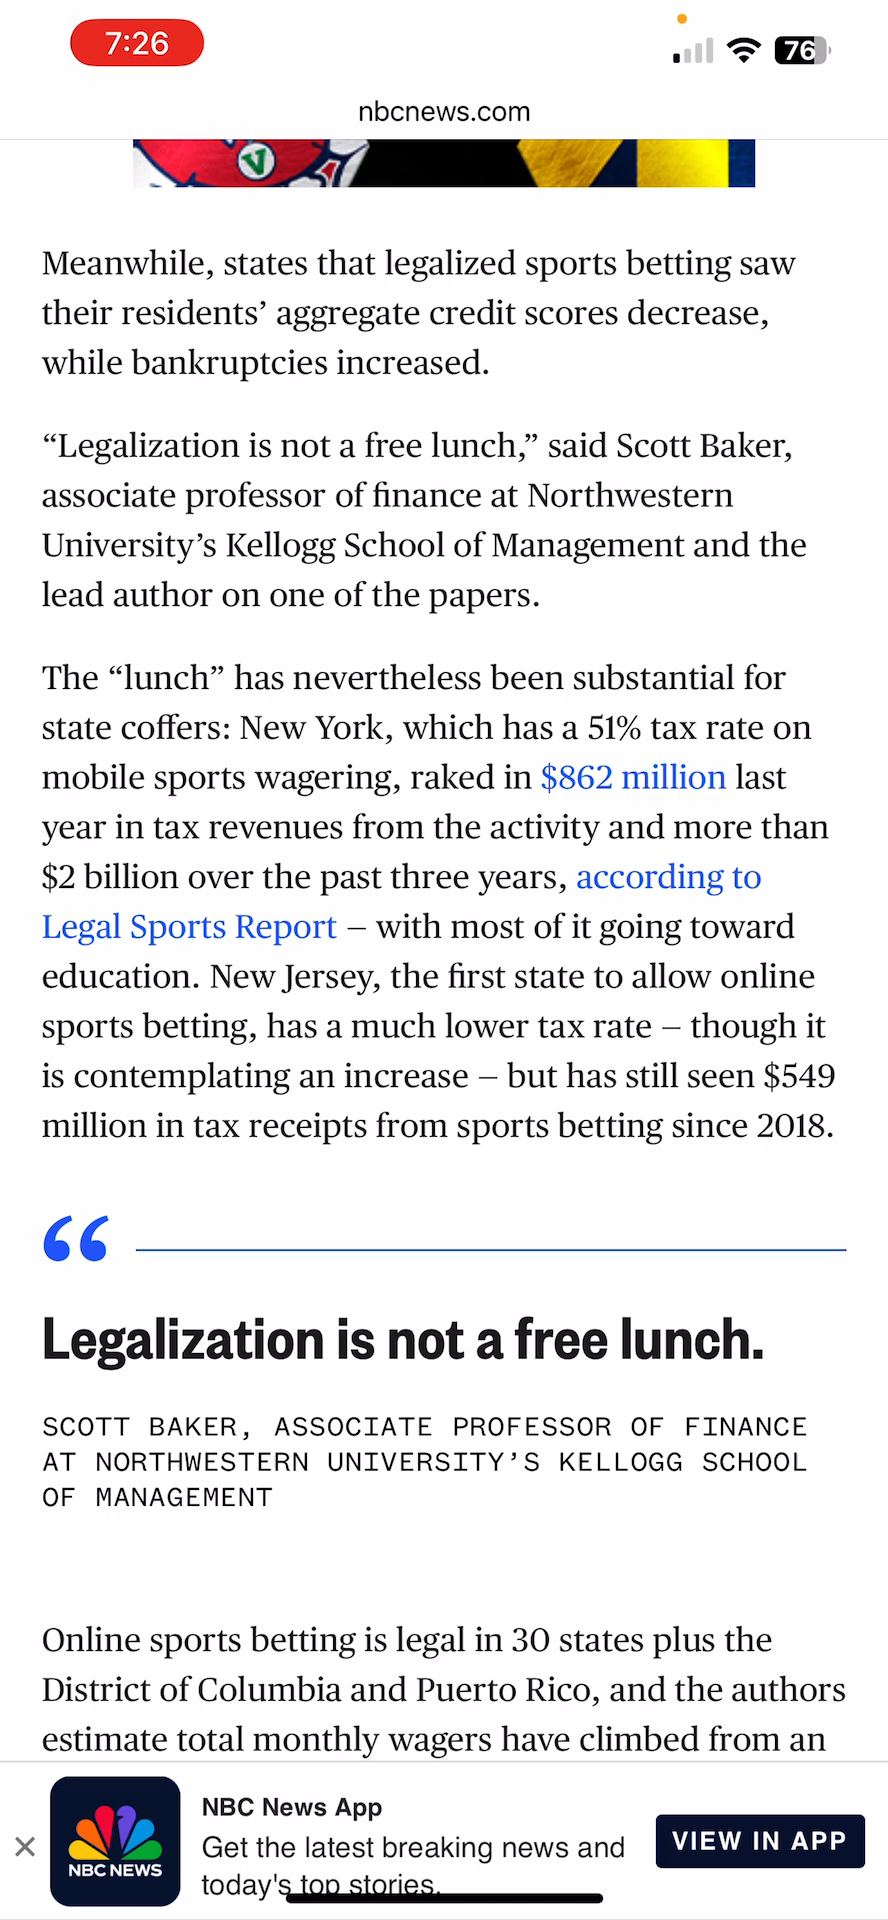 7:26
76
nbcnews.com
V
Meanwhile, states that legalized sports betting saw
their residents’ aggregate credit scores decrease,
while bankruptcies increased.
“Legalization is not a free lunch,” said Scott Baker,
associate professor of finance at Northwestern
University’s Kellogg School of Management and the
lead author on one of the papers.
The “lunch” has nevertheless been substantial for
state coffers: New York, which has a 51% tax rate on
mobile sports wagering, raked in $862 million last
year in tax revenues from the activity and more than
$2 billion over the past three years, according to
Legal Sports Report – with most of it going toward
education. New Jersey, the first state to allow online
sports betting, has a much lower tax rate – though it
is contemplating an increase – but has still seen $549
million in tax receipts from sports betting since 2018.
“
Legalization is not a free lunch.
SCOTT BAKER, ASSOCIATE PROFESSOR OF FINANCE
AT NORTHWESTERN UNIVERSITY’S KELLOGG SCHOOL
OF MANAGEMENT
Online sports betting is legal in 30 states plus the
District of Columbia and Puerto Rico, and the authors
estimate total monthly wagers have climbed from an
NBC NEWS
NBC News App
Get the latest breaking news and
today's top stories.
VIEW IN APP